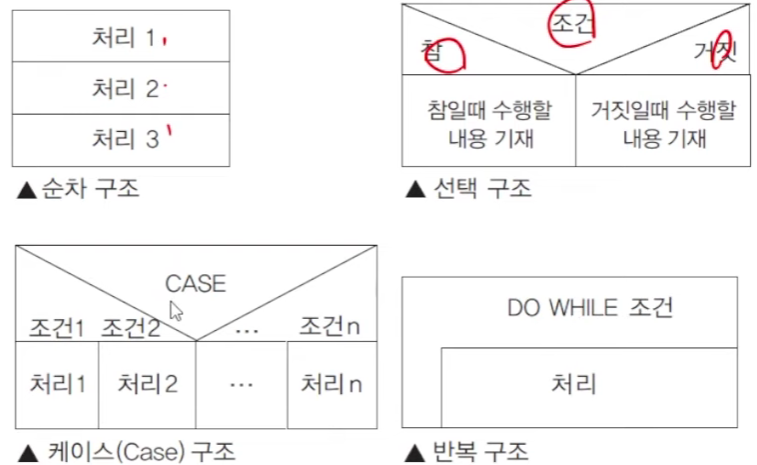 처리 1
처리 2
처리 3
▲ 순차 구조
조건
참
거짓
참일때 수행할
내용 기재
거짓일때 수행할
내용 기재
▲ 선택 구조
CASE
조건1 조건2 … 조건n
처리1 처리2 … 처리n
▲ 케이스(Case) 구조
DO WHILE 조건
처리
▲ 반복 구조